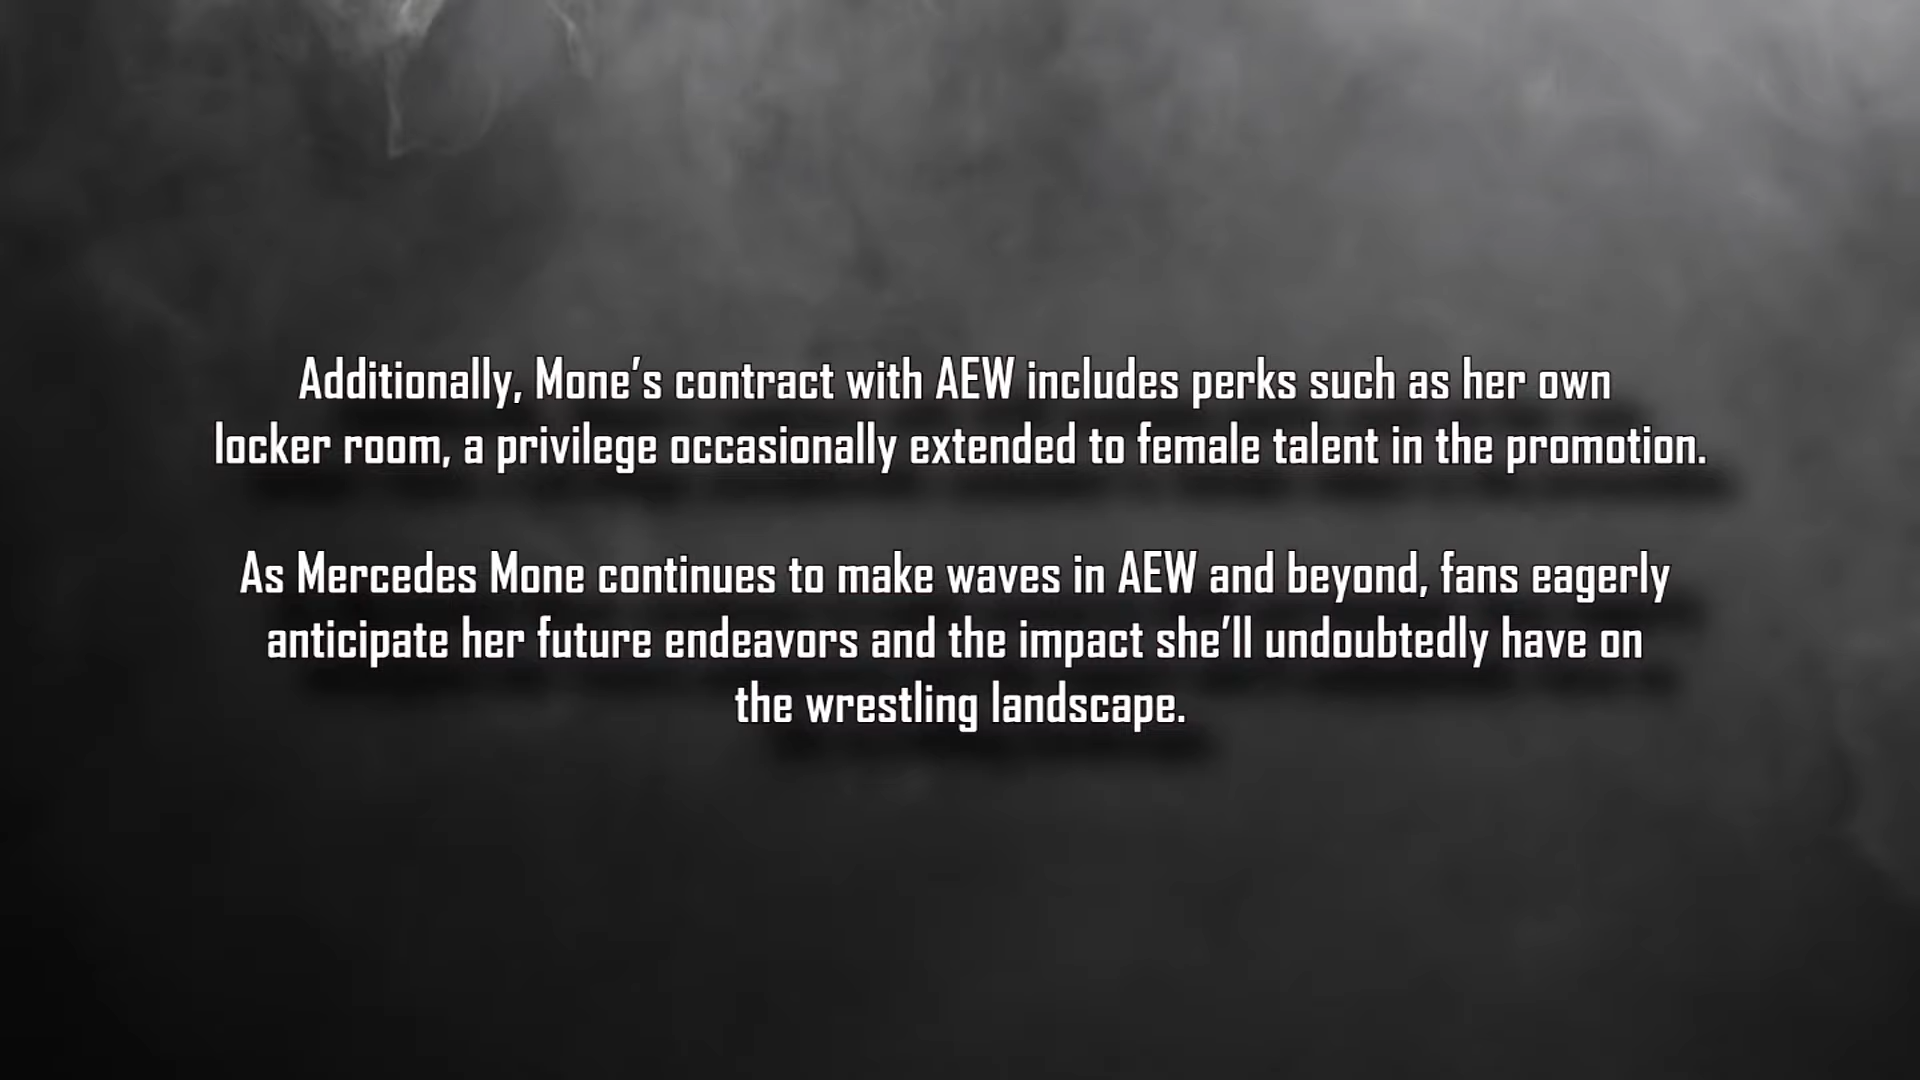 Additionally, Mone’s contract with AEW includes perks such as her own
locker room, a privilege occasionally extended to female talent in the promotion.
As Mercedes Mone continues to make waves in AEW and beyond, fans eagerly
anticipate her future endeavors and the impact she’ll undoubtedly have on
the wrestling landscape.